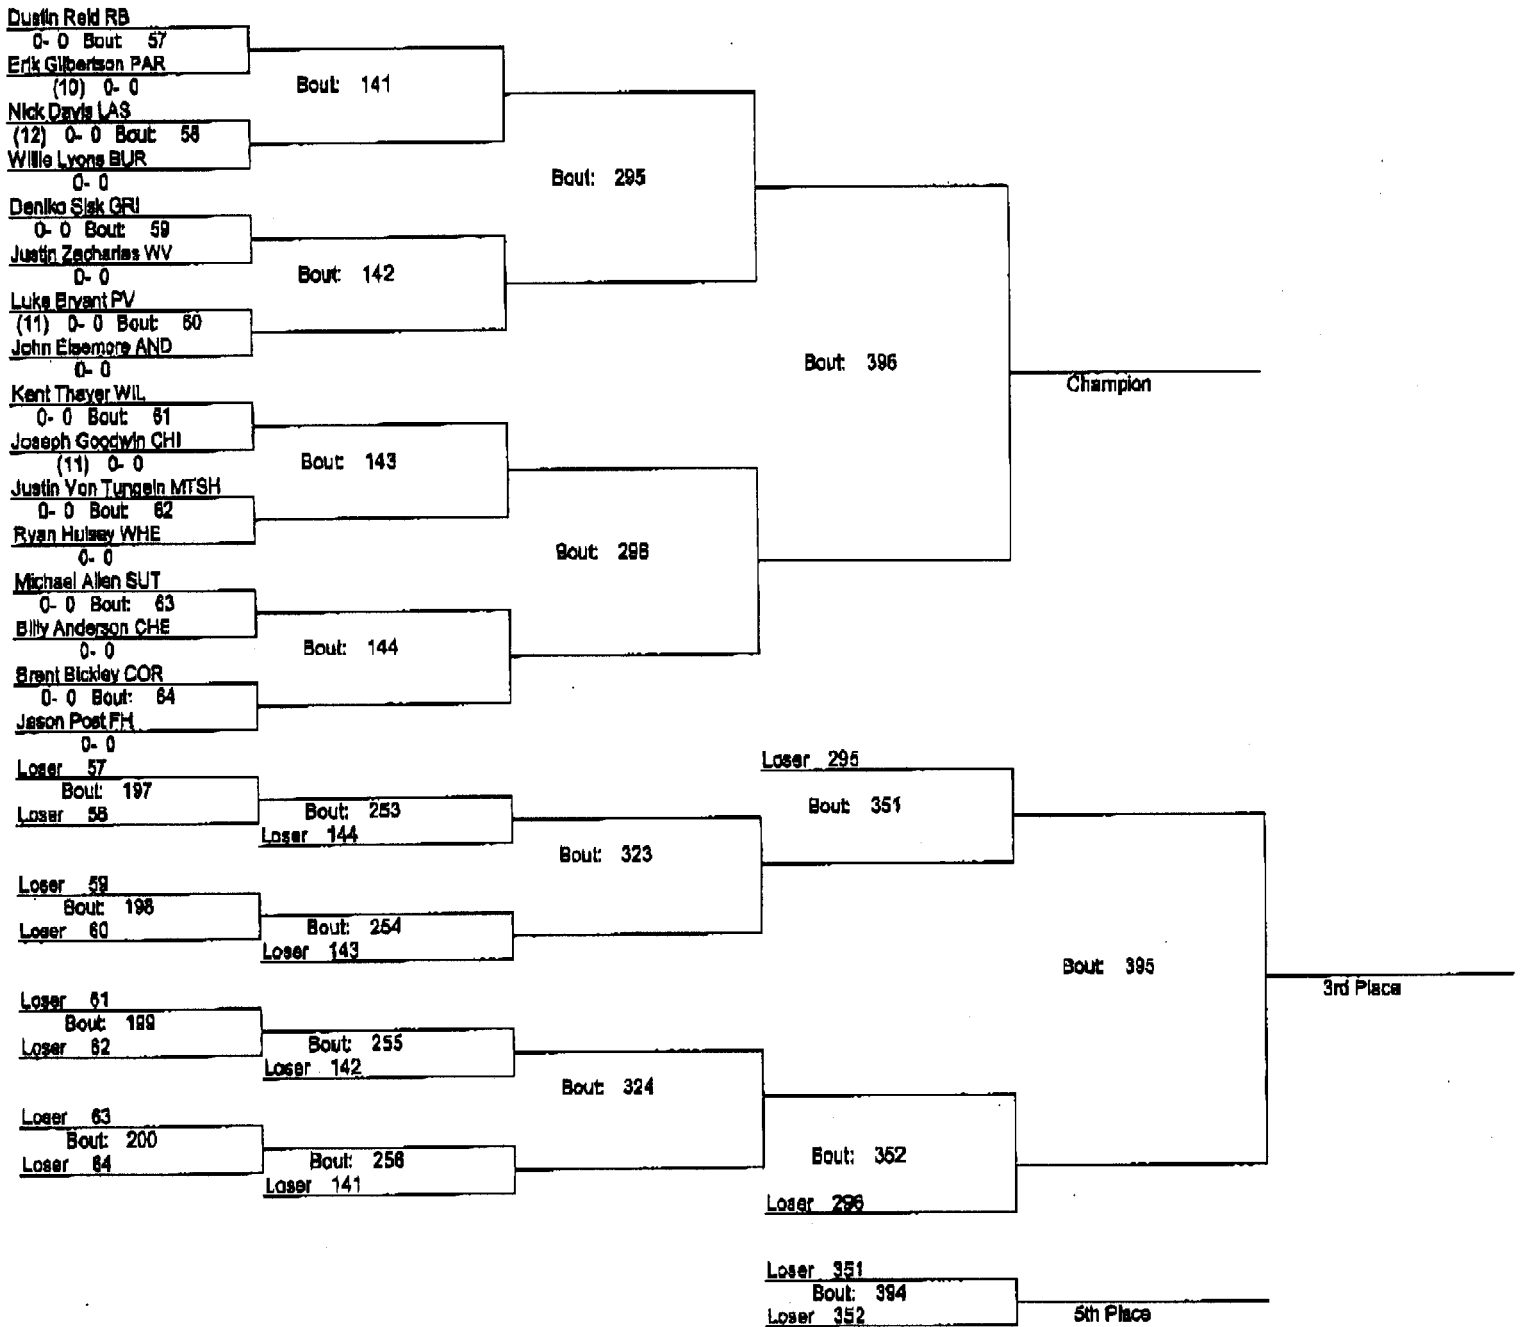 Dustin Reid RB
0- 0 Bout: 57
Erik Gilbertson PAR
(10) 0- 0
Bout: 141
Nick Davis LAS
(12) 0- 0 Bout: 58
Willie Lyons BUR
0- 0
Bout: 295
Deniko Sisk GRI
0- 0 Bout: 59
Justin Zacharias WV
0- 0
Bout: 142
Luke Bryant PV
(11) 0- 0 Bout: 60
John Elsemore AND
0- 0
Bout: 396
Champion
Kent Thayer WIL
0- 0 Bout: 61
Joseph Goodwin CHI
(11) 0- 0
Bout: 143
Justin Von Tungeln MTSH
0- 0 Bout: 62
Ryan Hulsey WHE
0- 0
Bout: 296
Michael Allen SUT
0- 0 Bout: 63
Billy Anderson CHE
0- 0
Bout: 144
Brent Bickley COR
0- 0 Bout: 64
Jason Post FH
0- 0
Loser 57
Bout: 197
Loser 58
Bout: 253
Loser 144
Bout: 323
Loser 295
Bout: 351
Loser 59
Bout: 198
Loser 60
Bout: 254
Loser 143
Bout: 395
3rd Place
Loser 61
Bout: 199
Loser 62
Bout: 255
Loser 142
Bout: 324
Loser 63
Bout: 200
Loser 64
Bout: 256
Loser 141
Bout: 352
Loser 296
Loser 351
Bout: 394
Loser 352
5th Place